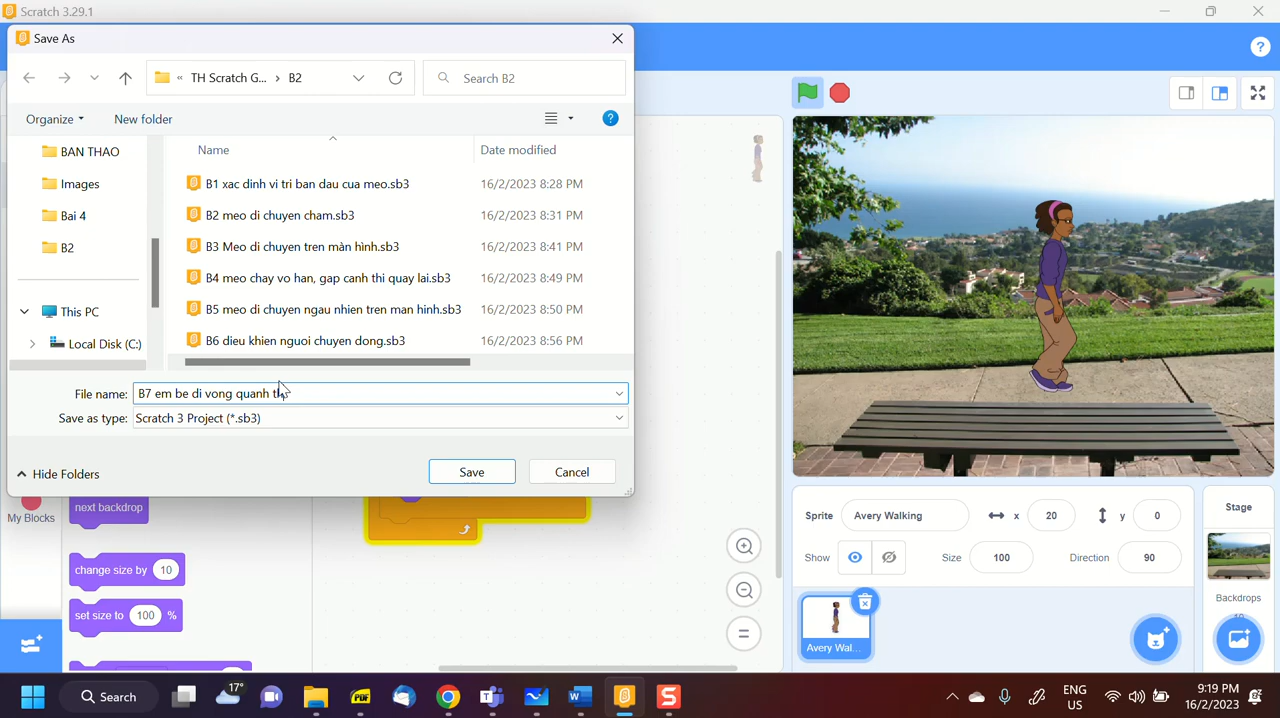 Scratch 3.29.1
Save As
« TH Scratch G... › B2
Search B2
Organize
New folder
Name
Date modified
BAN THAO
Images
Bai 4
B2
This PC
Local Disk (C:)
B1 xac dinh vi tri ban dau cua meo.sb3 16/2/2023 8:28 PM
B2 meo di chuyen cham.sb3 16/2/2023 8:31 PM
B3 Meo di chuyen tren màn hình.sb3 16/2/2023 8:41 PM
B4 meo chay vo han, gap canh thi quay lai.sb3 16/2/2023 8:49 PM
B5 meo di chuyen ngau nhien tren man hinh.sb3 16/2/2023 8:50 PM
B6 dieu khien nguoi chuyen dong.sb3 16/2/2023 8:56 PM
File name: B7 em be di vong quanh
Save as type: Scratch 3 Project (*.sb3)
Hide Folders
Save
Cancel
My Blocks
next backdrop
change size by 10
set size to 100 %
Sprite Avery Walking x 20 y 0
Show Size 100 Direction 90
Avery Wal...
Stage
Backdrops
Search
17°
ENG
US
9:19 PM
16/2/2023